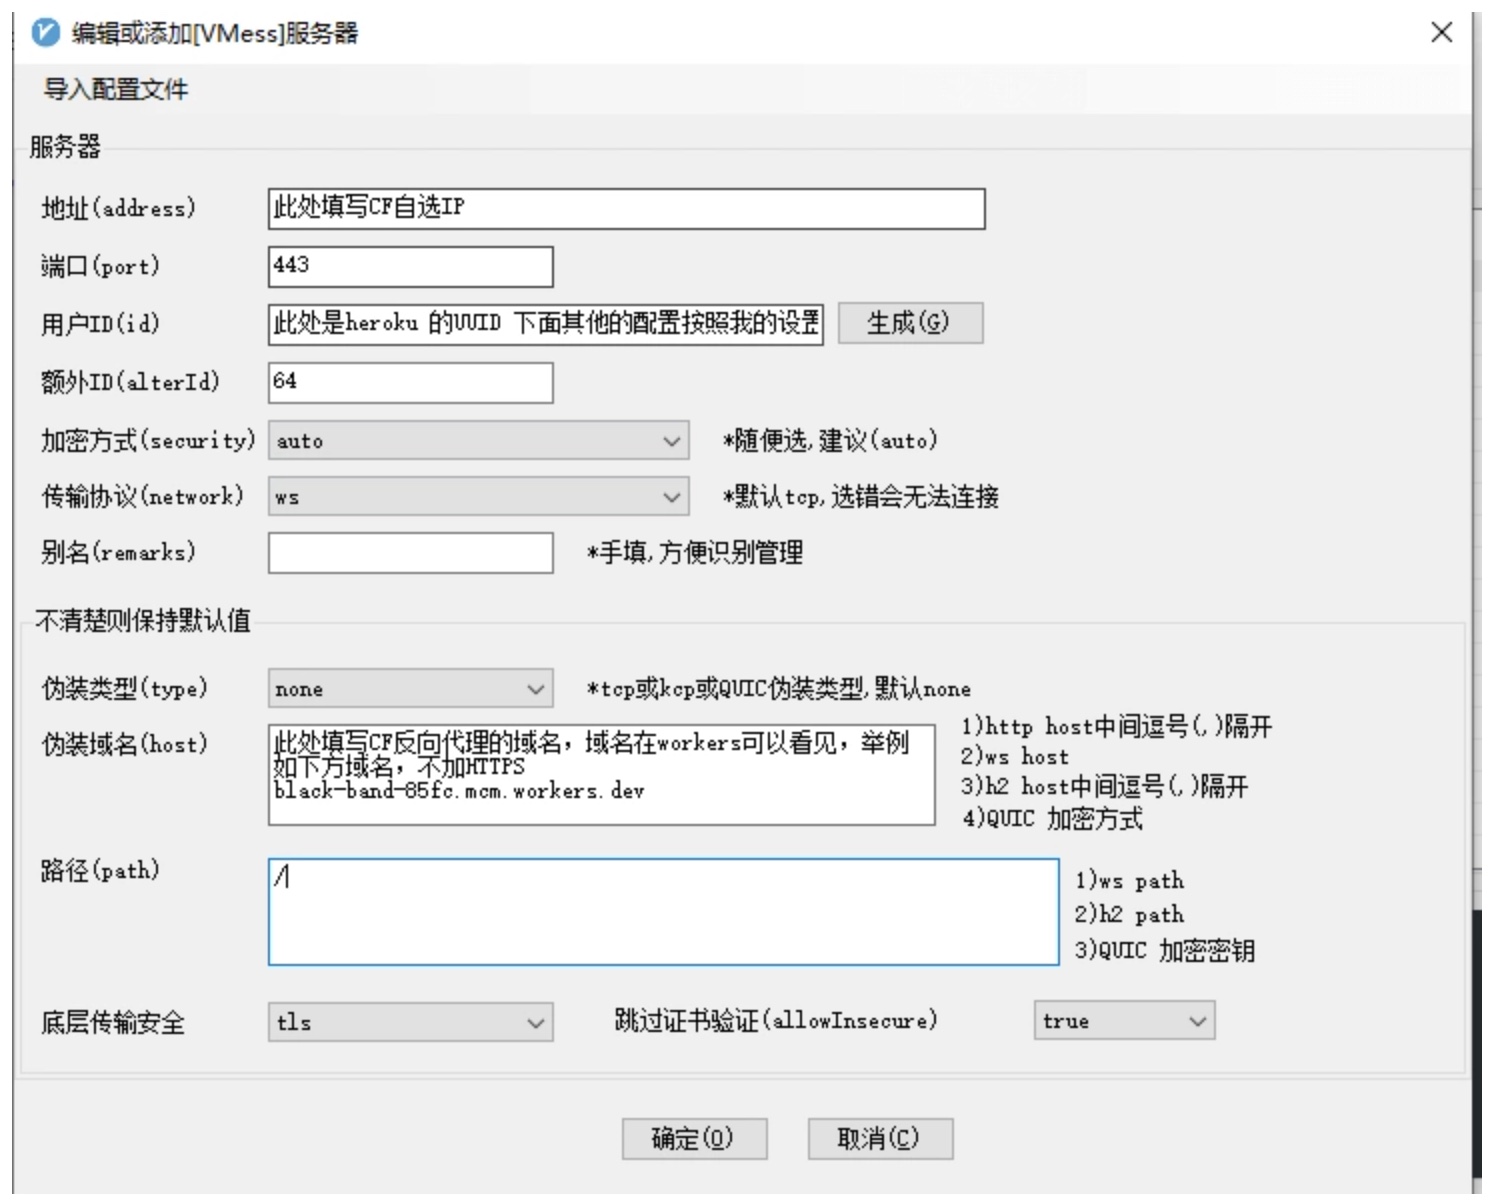 编辑或添加[VMess]服务器
导入配置文件
服务器
地址(address) 此处填写CF自选IP
端口(port) 443
用户ID(id) 此处是heroku 的UUID 下面其他的配置按照我的设置 生成(G)
额外ID(alterId) 64
加密方式(security) auto *随便选,建议(auto)
传输协议(network) ws *默认tcp,选错会无法连接
别名(remarks) *手填,方便识别管理
不清楚则保持默认值
伪装类型(type) none *tcp或kcp或QUIC伪装类型,默认none
伪装域名(host)
此处填写CF反向代理的域名，域名在workers可以看见，举例
如下方域名，不加HTTPS
black-band-85fc.mcm.workers.dev
1)http host中间逗号(,)隔开
2)ws host
3)h2 host中间逗号(,)隔开
4)QUIC 加密方式
路径(path) /
1)ws path
2)h2 path
3)QUIC 加密密钥
底层传输安全 tls 跳过证书验证(allowInsecure) true
确定(O) 取消(C)